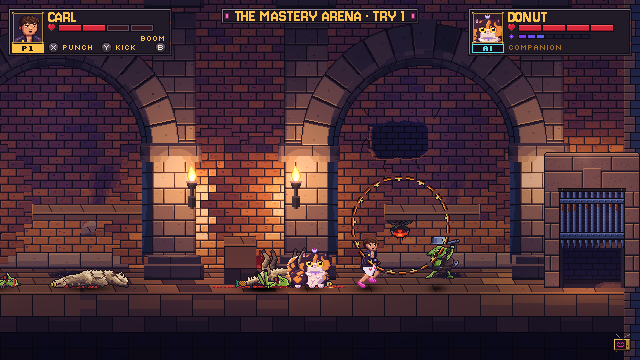 CARL
P1
BOOM
X PUNCH Y KICK B
THE MASTERY ARENA · TRY 1
DONUT
AI
COMPANION